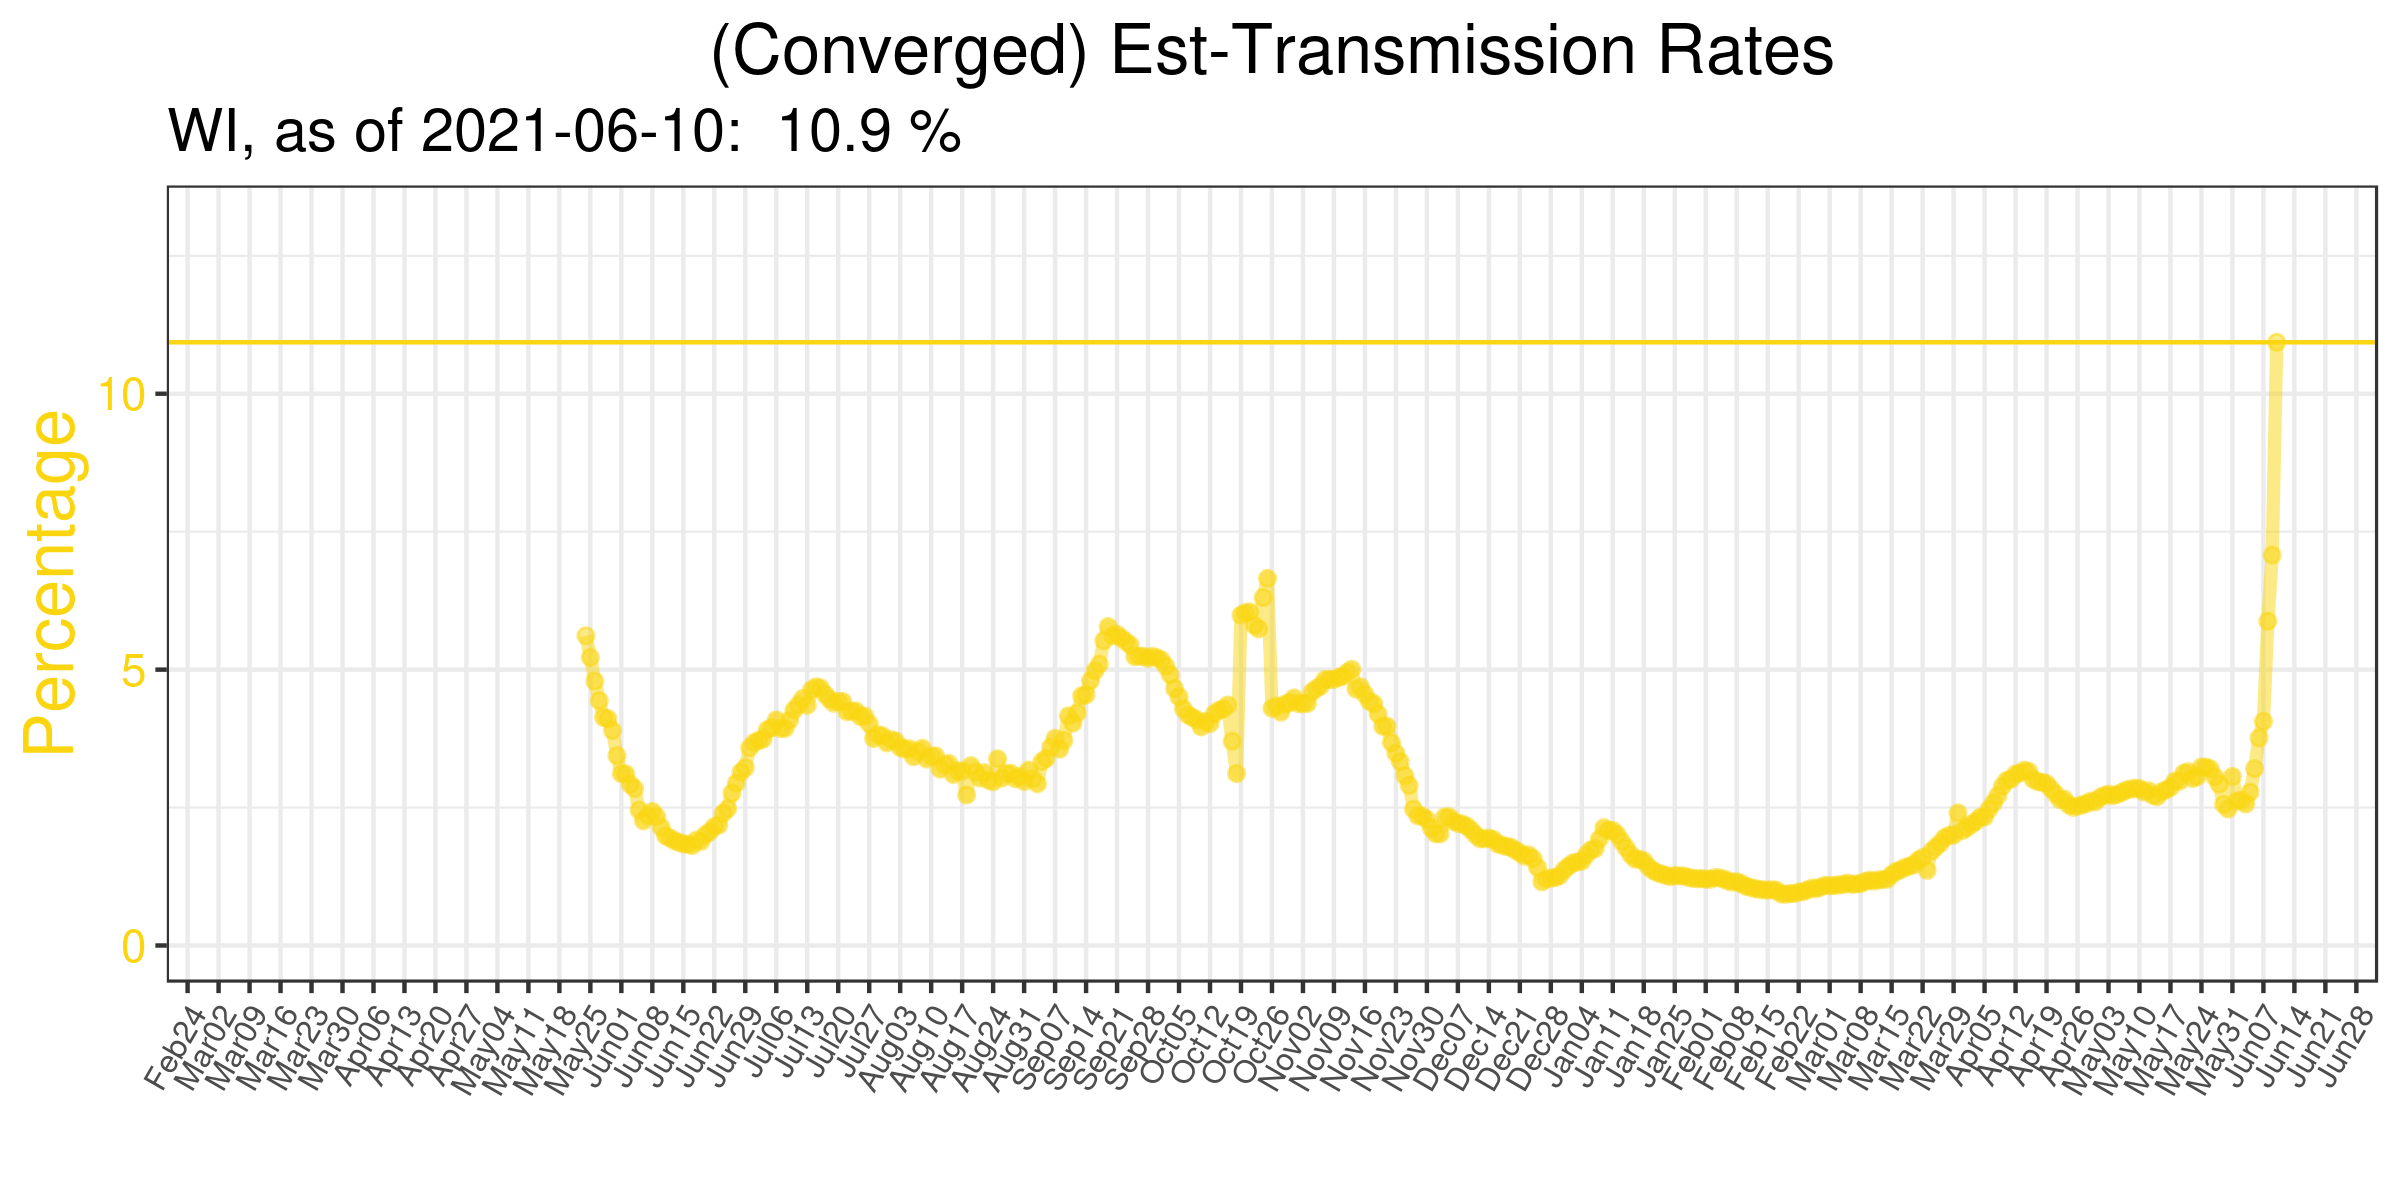 (Converged) Est-Transmission Rates
WI, as of 2021-06-10:  10.9 %
Percentage
10
5
0
Feb24
Mar02
Mar09
Mar16
Mar23
Mar30
Apr06
Apr13
Apr20
Apr27
May04
May11
May18
May25
Jun01
Jun08
Jun15
Jun22
Jun29
Jul06
Jul13
Jul20
Jul27
Aug03
Aug10
Aug17
Aug24
Aug31
Sep07
Sep14
Sep21
Sep28
Oct05
Oct12
Oct19
Oct26
Nov02
Nov09
Nov16
Nov23
Nov30
Dec07
Dec14
Dec21
Dec28
Jan04
Jan11
Jan18
Jan25
Feb01
Feb08
Feb15
Feb22
Mar01
Mar08
Mar15
Mar22
Mar29
Apr05
Apr12
Apr19
Apr26
May03
May10
May17
May24
May31
Jun07
Jun14
Jun21
Jun28